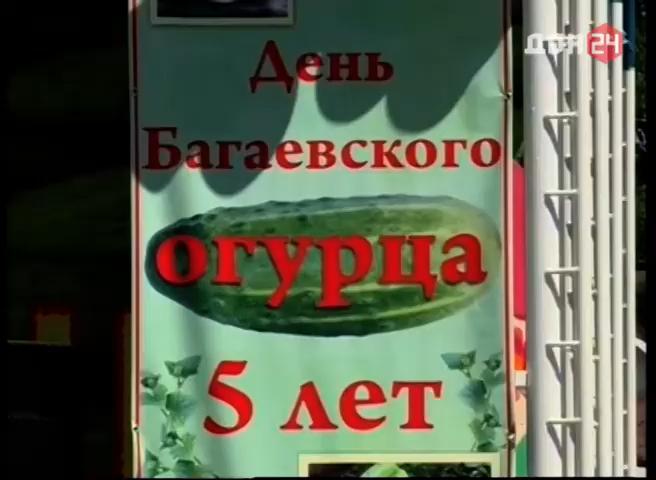 ДОН 24
День
Багаевского
огурца
5 лет